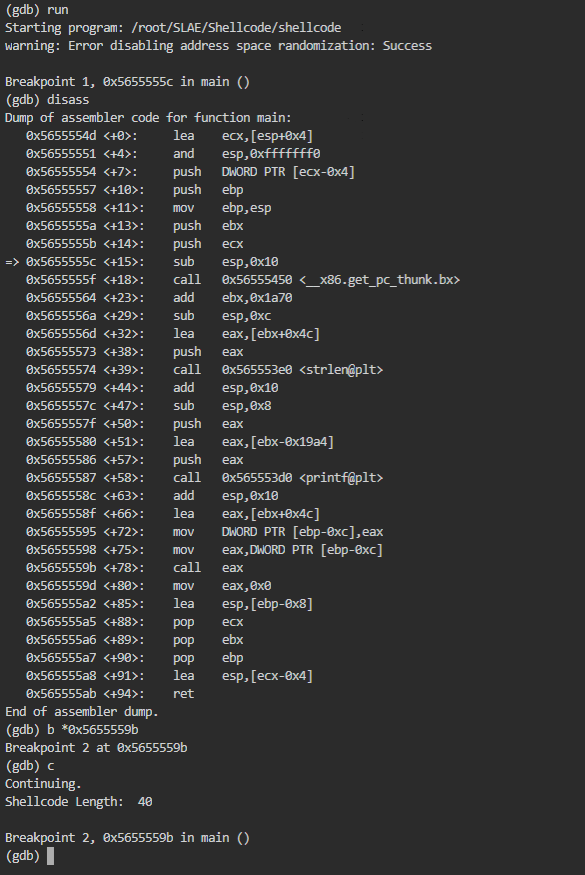 (gdb) run
Starting program: /root/SLAE/Shellcode/shellcode
warning: Error disabling address space randomization: Success

Breakpoint 1, 0x5655555c in main ()
(gdb) disass
Dump of assembler code for function main:
   0x5655554d <+0>:     lea    ecx,[esp+0x4]
   0x56555551 <+4>:     and    esp,0xfffffff0
   0x56555554 <+7>:     push   DWORD PTR [ecx-0x4]
   0x56555557 <+10>:    push   ebp
   0x56555558 <+11>:    mov    ebp,esp
   0x5655555a <+13>:    push   ebx
   0x5655555b <+14>:    push   ecx
=> 0x5655555c <+15>:    sub    esp,0x10
   0x5655555f <+18>:    call   0x56555450 <__x86.get_pc_thunk.bx>
   0x56555564 <+23>:    add    ebx,0x1a70
   0x5655556a <+29>:    sub    esp,0xc
   0x5655556d <+32>:    lea    eax,[ebx+0x4c]
   0x56555573 <+38>:    push   eax
   0x56555574 <+39>:    call   0x565553e0 <strlen@plt>
   0x56555579 <+44>:    add    esp,0x10
   0x5655557c <+47>:    sub    esp,0x8
   0x5655557f <+50>:    push   eax
   0x56555580 <+51>:    lea    eax,[ebx-0x19a4]
   0x56555586 <+57>:    push   eax
   0x56555587 <+58>:    call   0x565553d0 <printf@plt>
   0x5655558c <+63>:    add    esp,0x10
   0x5655558f <+66>:    lea    eax,[ebx+0x4c]
   0x56555595 <+72>:    mov    DWORD PTR [ebp-0xc],eax
   0x56555598 <+75>:    mov    eax,DWORD PTR [ebp-0xc]
   0x5655559b <+78>:    call   eax
   0x5655559d <+80>:    mov    eax,0x0
   0x565555a2 <+85>:    lea    esp,[ebp-0x8]
   0x565555a5 <+88>:    pop    ecx
   0x565555a6 <+89>:    pop    ebx
   0x565555a7 <+90>:    pop    ebp
   0x565555a8 <+91>:    lea    esp,[ecx-0x4]
   0x565555ab <+94>:    ret
End of assembler dump.
(gdb) b *0x5655559b
Breakpoint 2 at 0x5655559b
(gdb) c
Continuing.
Shellcode Length:  40

Breakpoint 2, 0x5655559b in main ()
(gdb)